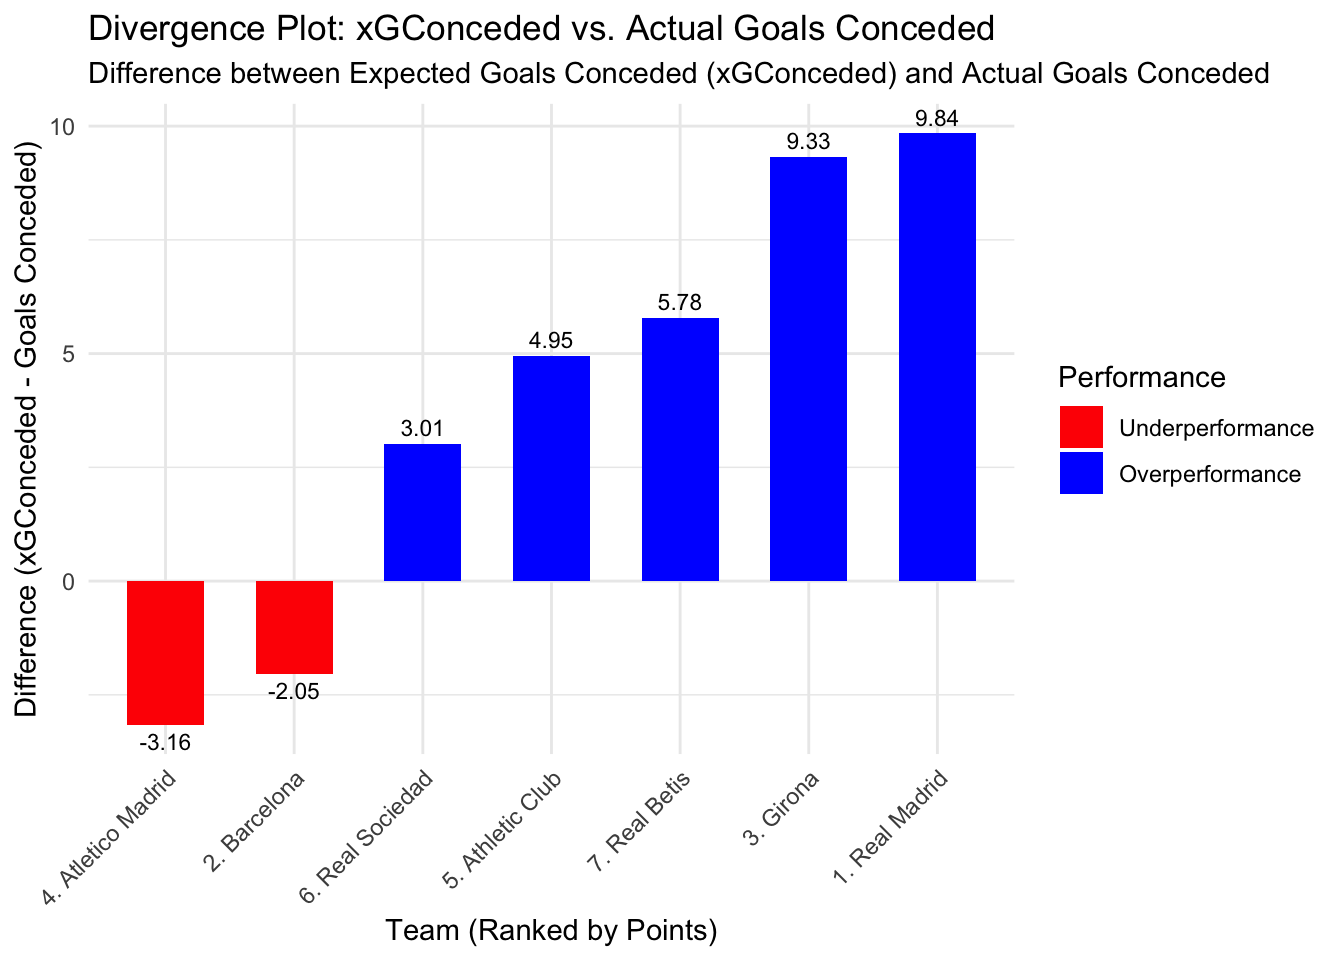 Divergence Plot: xGConceded vs. Actual Goals Conceded
Difference between Expected Goals Conceded (xGConceded) and Actual Goals Conceded
Difference (xGConceded - Goals Conceded)
10
5
0
-3.16
-2.05
3.01
4.95
5.78
9.33
9.84
4. Atletico Madrid
2. Barcelona
6. Real Sociedad
5. Athletic Club
7. Real Betis
3. Girona
1. Real Madrid
Team (Ranked by Points)
Performance
Underperformance
Overperformance